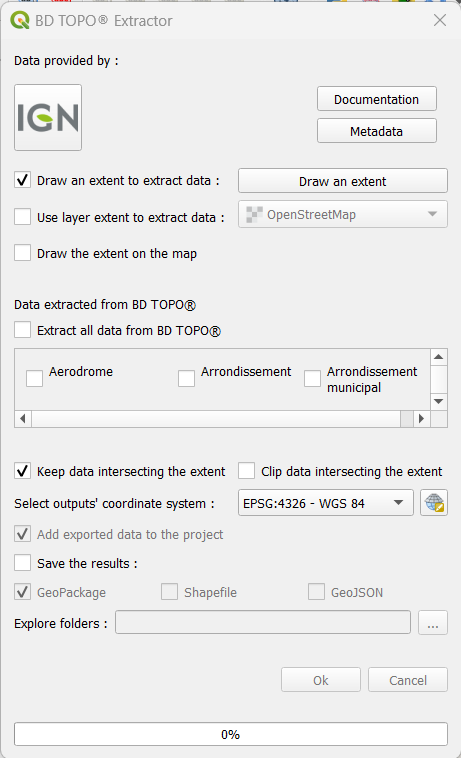 BD TOPO® Extractor
Data provided by :
IGN
Documentation
Metadata
Draw an extent to extract data :
Draw an extent
Use layer extent to extract data :
OpenStreetMap
Draw the extent on the map
Data extracted from BD TOPO®
Extract all data from BD TOPO®
Aerodrome
Arrondissement
Arrondissement
municipal
Keep data intersecting the extent
Clip data intersecting the extent
Select outputs' coordinate system :
EPSG:4326 - WGS 84
Add exported data to the project
Save the results :
GeoPackage
Shapefile
GeoJSON
Explore folders :
...
Ok
Cancel
0%